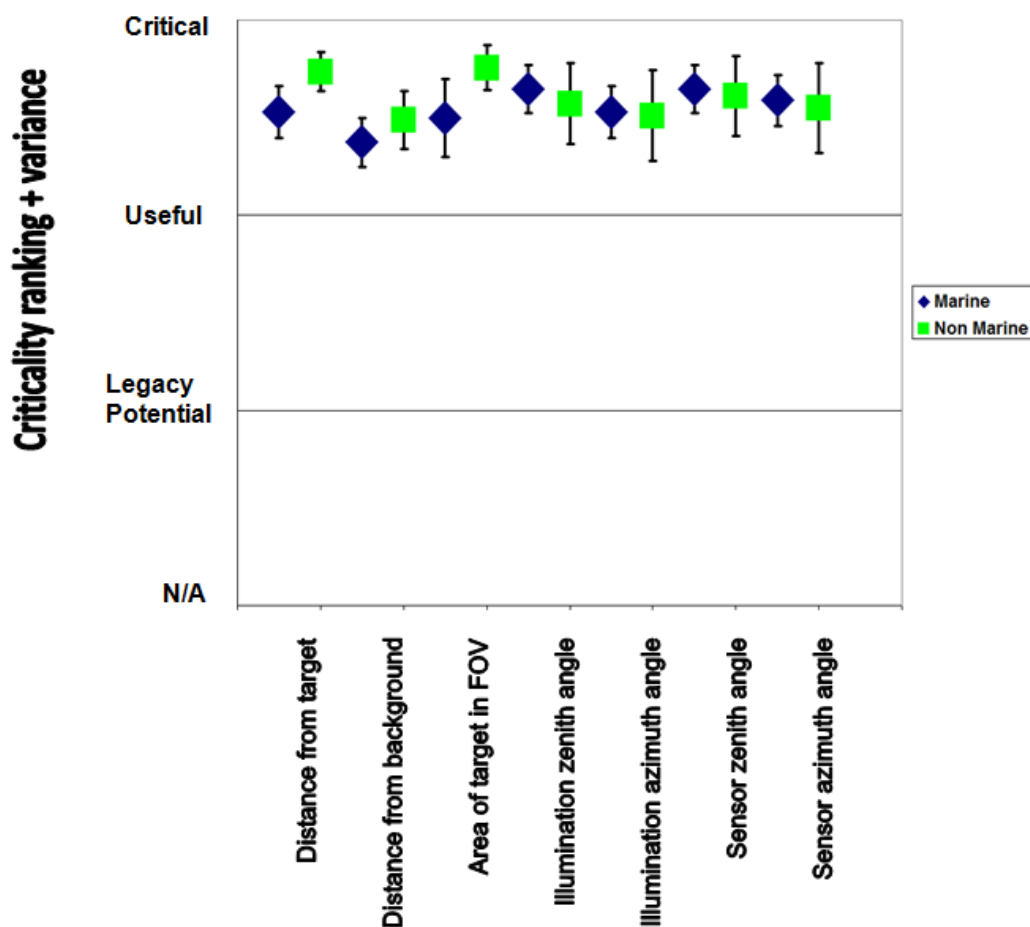 Criticality ranking + variance
Critical
Useful
Legacy
Potential
N/A
Marine
Non Marine
Distance from target
Distance from background
Area of target in FOV
Illumination zenith angle
Illumination azimuth angle
Sensor zenith angle
Sensor azimuth angle